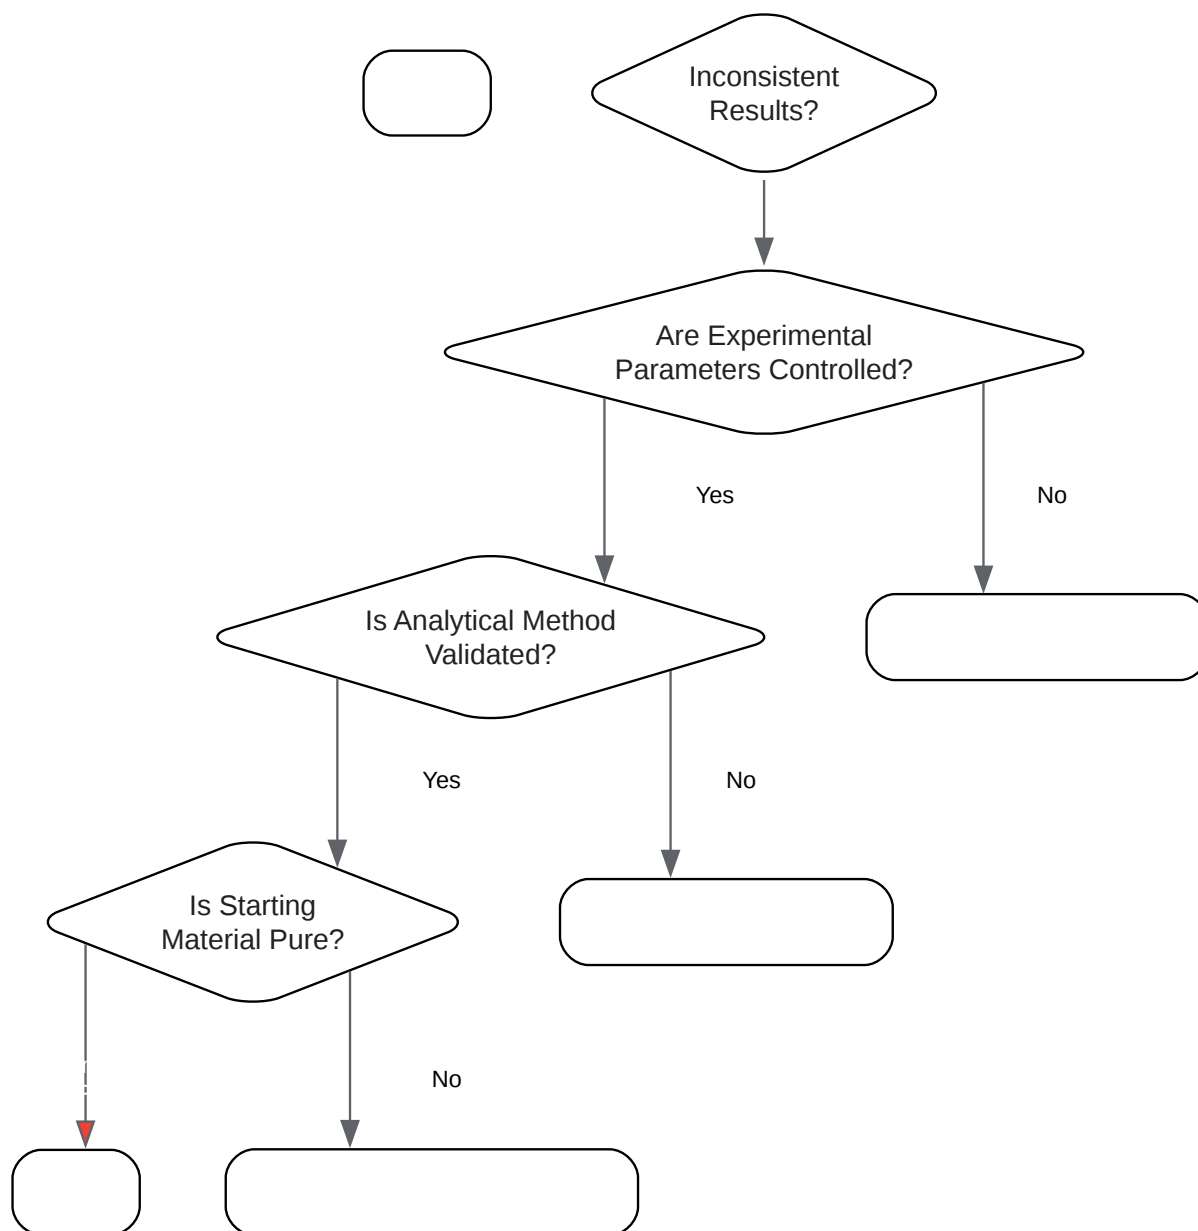 Inconsistent
Results?
Are Experimental
Parameters Controlled?
Yes
No
Is Analytical Method
Validated?
Yes
No
Is Starting
Material Pure?
No